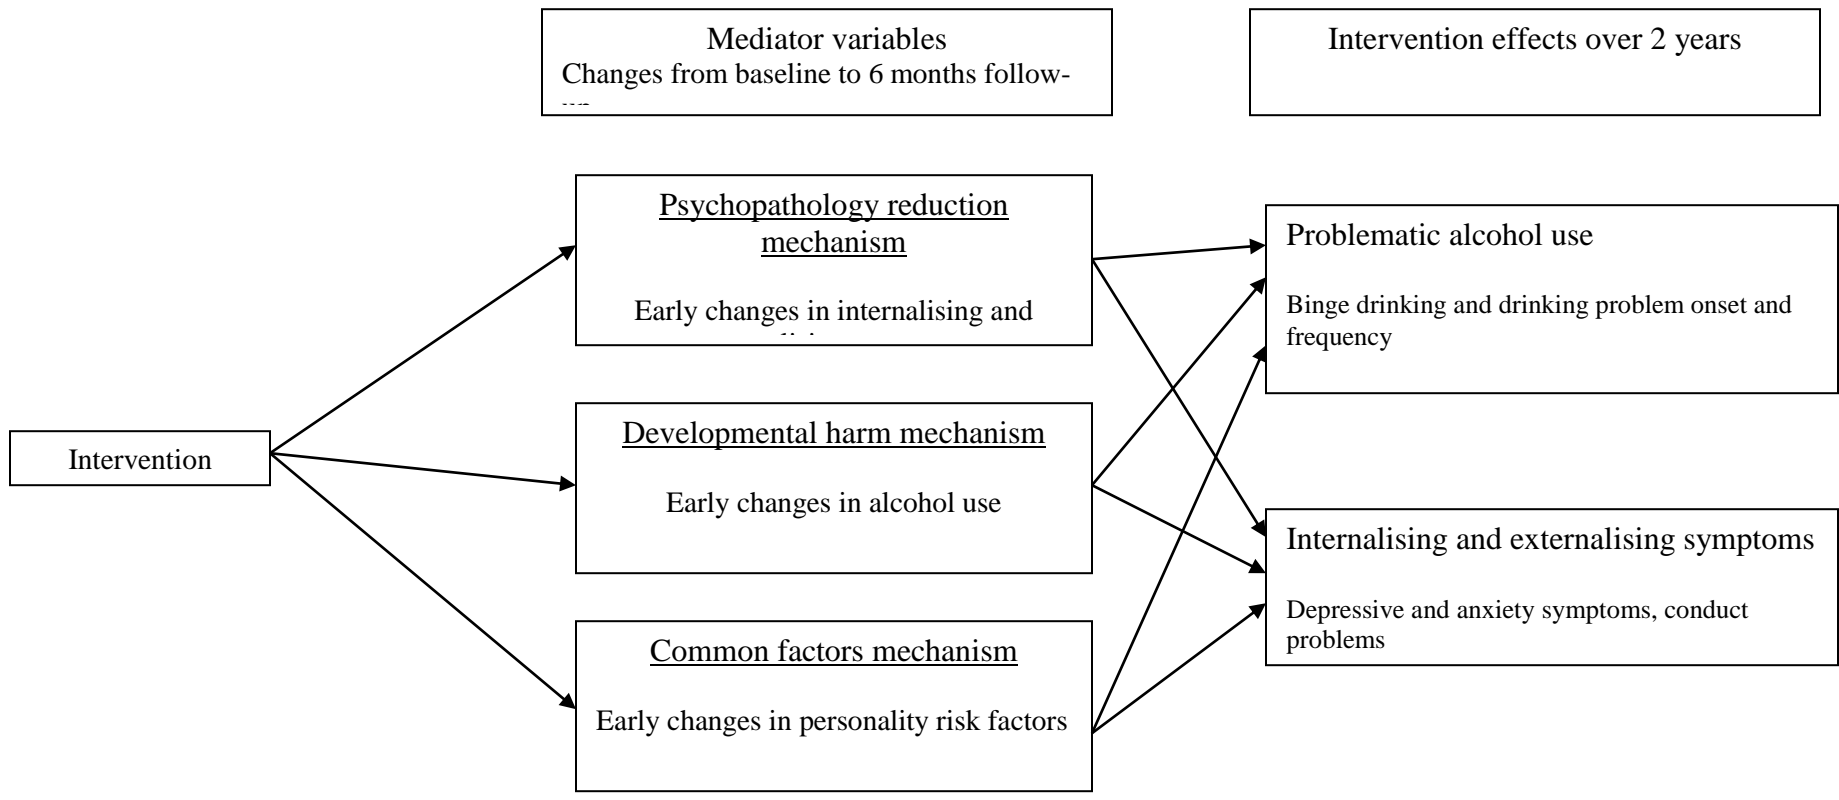 Mediator variables
Changes from baseline to 6 months follow-
Intervention effects over 2 years
Psychopathology reduction
mechanism
Early changes in internalising and
Problematic alcohol use
Binge drinking and drinking problem onset and
frequency
Intervention
Developmental harm mechanism
Early changes in alcohol use
Internalising and externalising symptoms
Depressive and anxiety symptoms, conduct
problems
Common factors mechanism
Early changes in personality risk factors